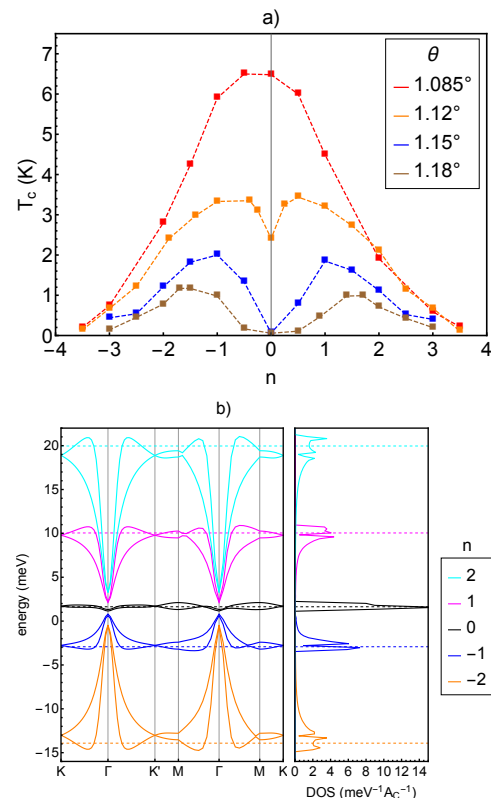 a)
T_c (K)
7
6
5
4
3
2
1
0
−4 −3 −2 −1 0 1 2 3 4
n
θ
1.085°
1.12°
1.15°
1.18°
b)
energy (meV)
20
15
10
5
0
−5
−10
−15
K Γ K' M Γ M K
0 2 4 6 8 10 12 14
DOS (meV⁻¹A_C⁻¹)
n
2
1
0
−1
−2